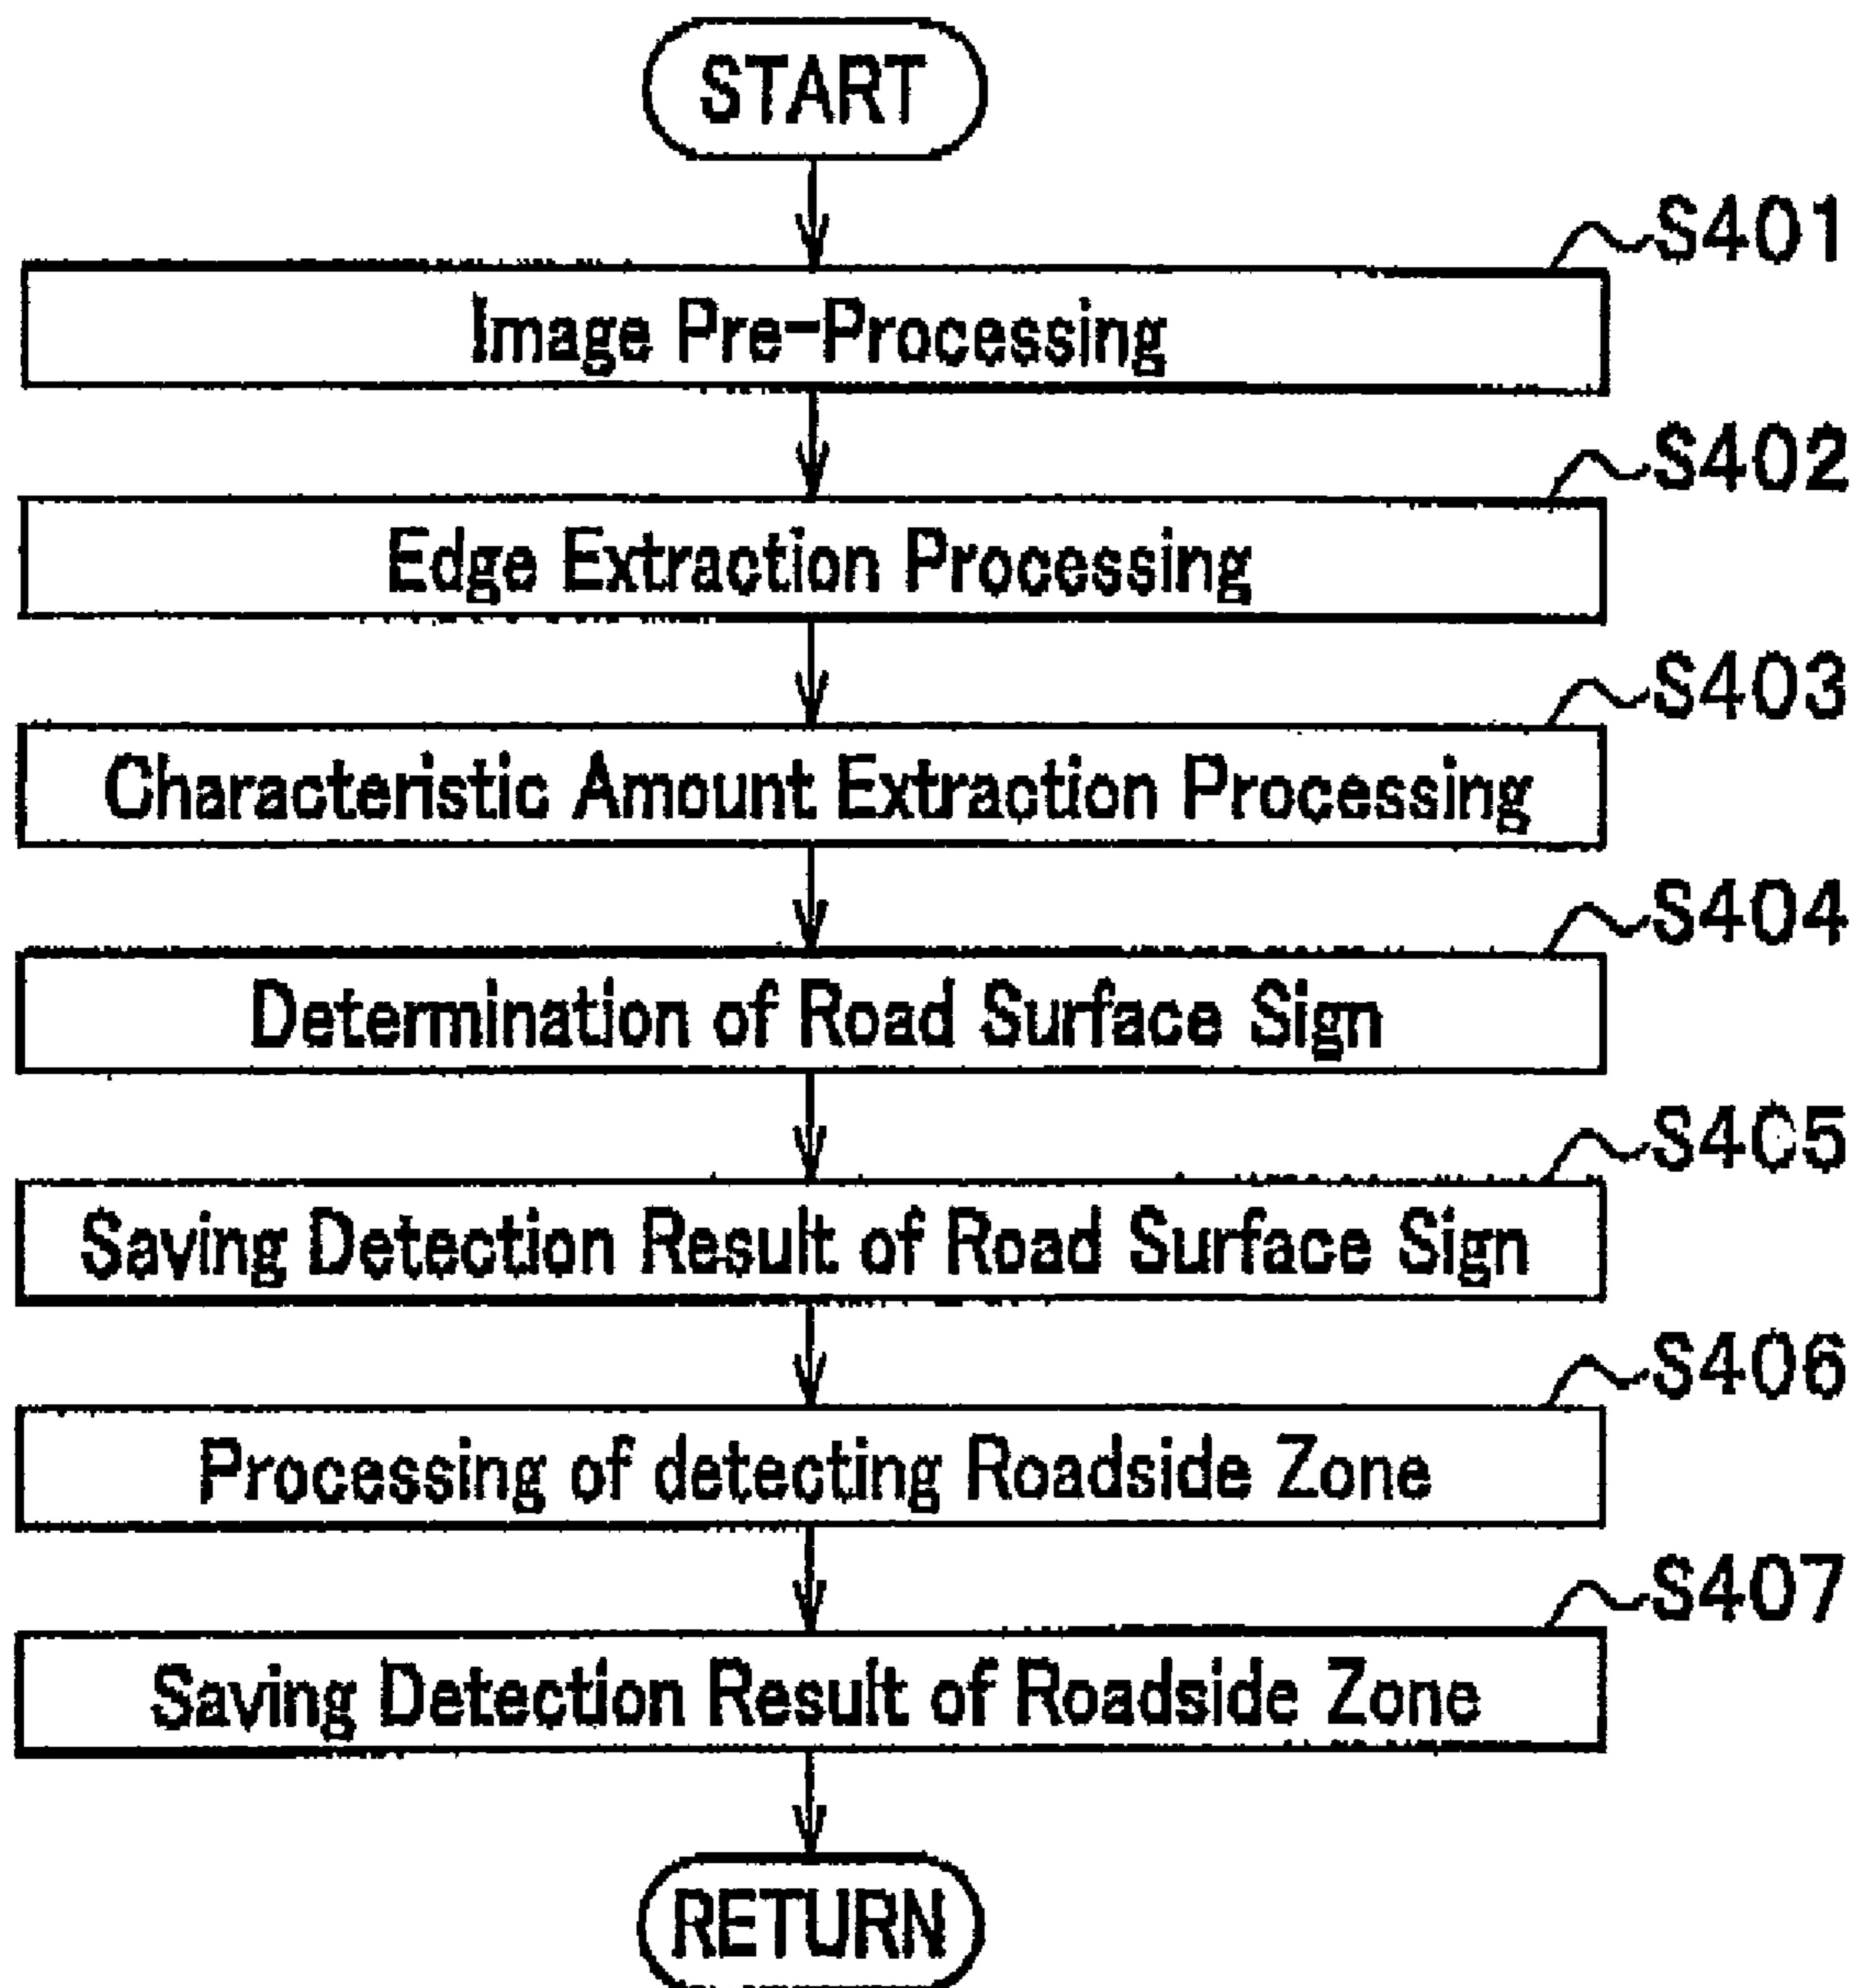 START
S401
Image Pre-Processing
S402
Edge Extraction Processing
S403
Characteristic Amount Extraction Processing
S404
Determination of Road Surface Sign
S405
Saving Detection Result of Road Surface Sign
S406
Processing of detecting Roadside Zone
S407
Saving Detection Result of Roadside Zone
RETURN